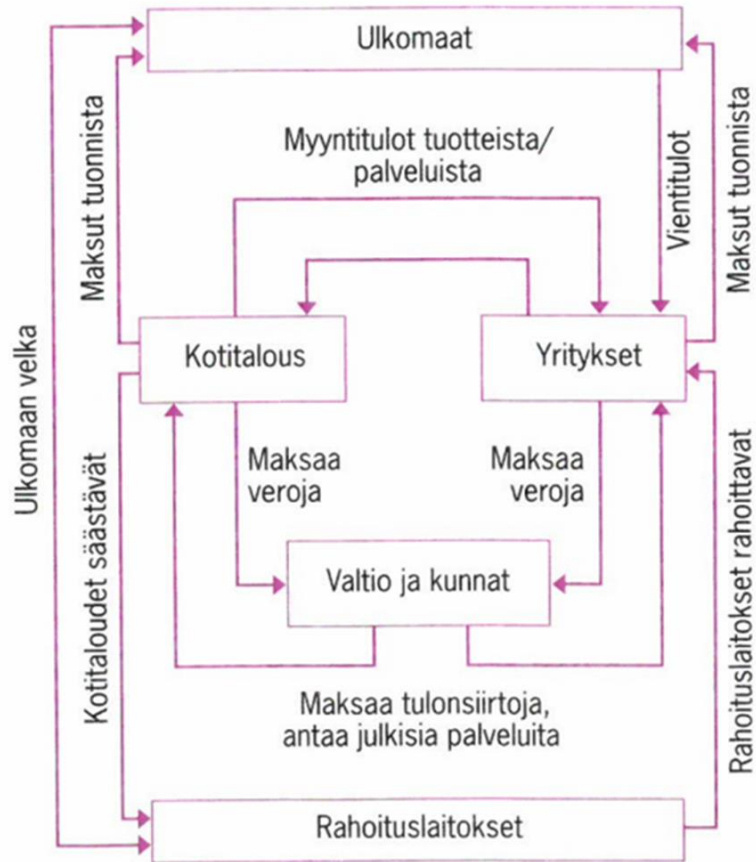 Ulkomaat
Maksut tuonnista
Myyntitulot tuotteista/
palveluista
Vientitulot
Maksut tuonnista
Ulkomaan velka
Kotitalous
Yritykset
Maksaa
veroja
Maksaa
veroja
Kotitaloudet säästävät
Valtio ja kunnat
Rahoituslaitokset rahoittavat
Maksaa tulonsiirtoja,
antaa julkisia palveluita
Rahoituslaitokset